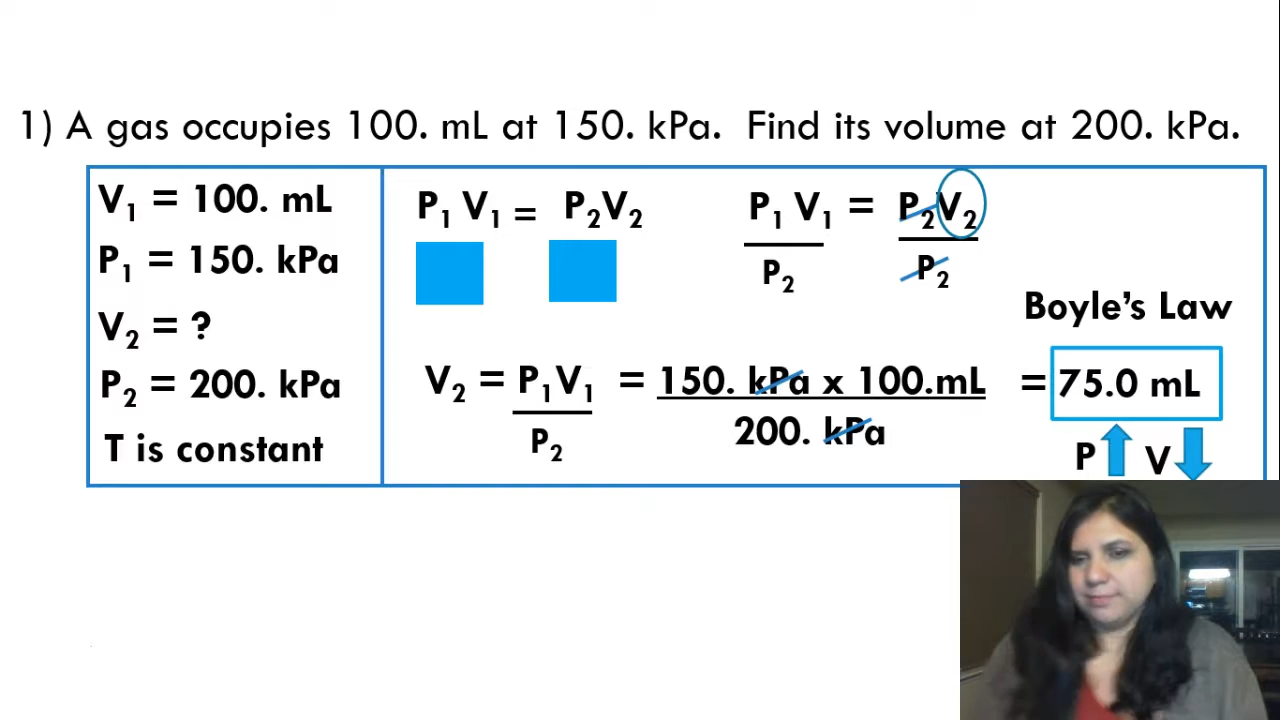 1) A gas occupies 100. mL at 150. kPa. Find its volume at 200. kPa.
V₁ = 100. mL
P₁ = 150. kPa
V₂ = ?
P₂ = 200. kPa
T is constant
P₁ V₁ = P₂V₂
P₁ V₁ = P₂V₂
P₂ P₂
Boyle's Law
V₂ = P₁V₁ = 150. kPa x 100.mL = 75.0 mL
P₂ 200. kPa
P V